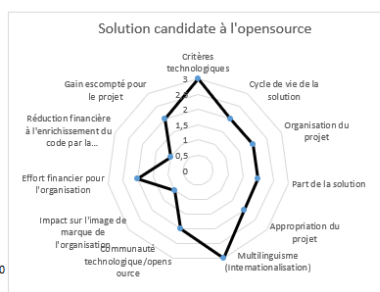 Solution candidate à l'opensource
Critères
technologiques
Cycle de vie de la
solution
Organisation du
projet
Part de la solution
Appropriation du
projet
Multilinguisme
(Internationalisation)
Communauté
technologique/opens
ource
Impact sur l'image de
marque de
l'organisation
Effort financier pour
l'organisation
Réduction financière
à l'enrichissement du
code par la...
Gain escompté pour
le projet
3
2,5
2
1,5
1
0,5
0
0